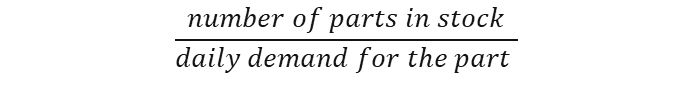 number of parts in stock
daily demand for the part